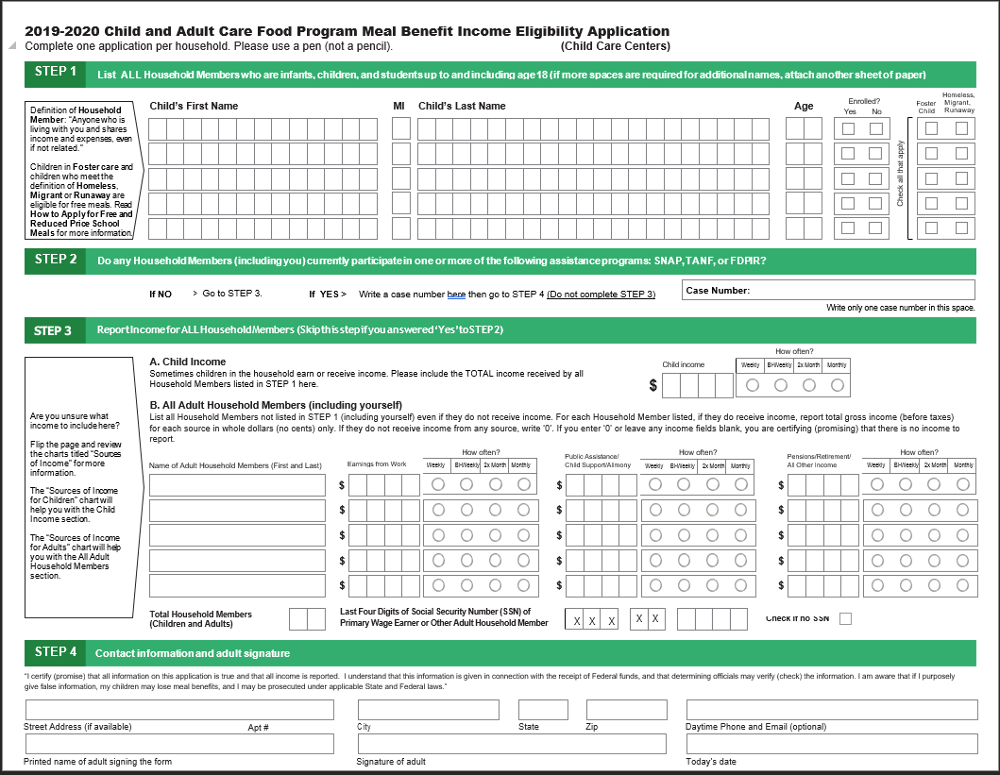 2019-2020 Child and Adult Care Food Program Meal Benefit Income Eligibility Application
Complete one application per household. Please use a pen (not a pencil).
(Child Care Centers)
STEP 1
List ALL Household Members who are infants, children, and students up to and including age 18 (if more spaces are required for additional names, attach another sheet of paper)
Definition of Household
Member: “Anyone who is
living with you and shares
income and expenses, even
if not related.”
Children in Foster care and
children who meet the
definition of Homeless,
Migrant or Runaway are
eligible for free meals. Read
How to Apply for Free and
Reduced Price School
Meals for more information.
Child’s First Name
MI
Child’s Last Name
Age
Enrolled?
Yes No
Foster
Child
Homeless,
Migrant,
Runaway
Check all that apply
STEP 2
Do any Household Members (including you) currently participate in one or more of the following assistance programs: SNAP, TANF, or FDPIR?
If NO > Go to STEP 3.
If YES > Write a case number here then go to STEP 4 (Do not complete STEP 3)
Case Number:
Write only one case number in this space.
STEP 3
Report Income for ALL Household Members (Skip this step if you answered ‘Yes’ to STEP 2)
Are you unsure what
income to include here?
Flip the page and review
the charts titled “Sources
of Income” for more
information.
The “Sources of Income
for Children” chart will
help you with the Child
Income section.
The “Sources of Income
for Adults” chart will help
you with the All Adult
Household Members
section.
A. Child Income
Sometimes children in the household earn or receive income. Please include the TOTAL income received by all
Household Members listed in STEP 1 here.
Child income
$
How often?
Weekly Bi-Weekly 2x Month Monthly
B. All Adult Household Members (including yourself)
List all Household Members not listed in STEP 1 (including yourself) even if they do not receive income. For each Household Member listed, if they do receive income, report total gross income (before taxes)
for each source in whole dollars (no cents) only. If they do not receive income from any source, write ‘0’. If you enter ‘0’ or leave any income fields blank, you are certifying (promising) that there is no income to
report.
Name of Adult Household Members (First and Last)
Earnings from Work
How often?
Weekly Bi-Weekly 2x Month Monthly
Public Assistance/
Child Support/Alimony
How often?
Weekly Bi-Weekly 2x Month Monthly
Pensions/Retirement/
All Other Income
How often?
Weekly Bi-Weekly 2x Month Monthly
$ $ $
$ $ $
$ $ $
$ $ $
$ $ $
Total Household Members
(Children and Adults)
Last Four Digits of Social Security Number (SSN) of
Primary Wage Earner or Other Adult Household Member
X X X X X
Check if no SSN
STEP 4
Contact information and adult signature
“I certify (promise) that all information on this application is true and that all income is reported. I understand that this information is given in connection with the receipt of Federal funds, and that determining officials may verify (check) the information. I am aware that if I purposely
give false information, my children may lose meal benefits, and I may be prosecuted under applicable State and Federal laws.”
Street Address (if available) Apt # City State Zip Daytime Phone and Email (optional)
Printed name of adult signing the form Signature of adult Today’s date